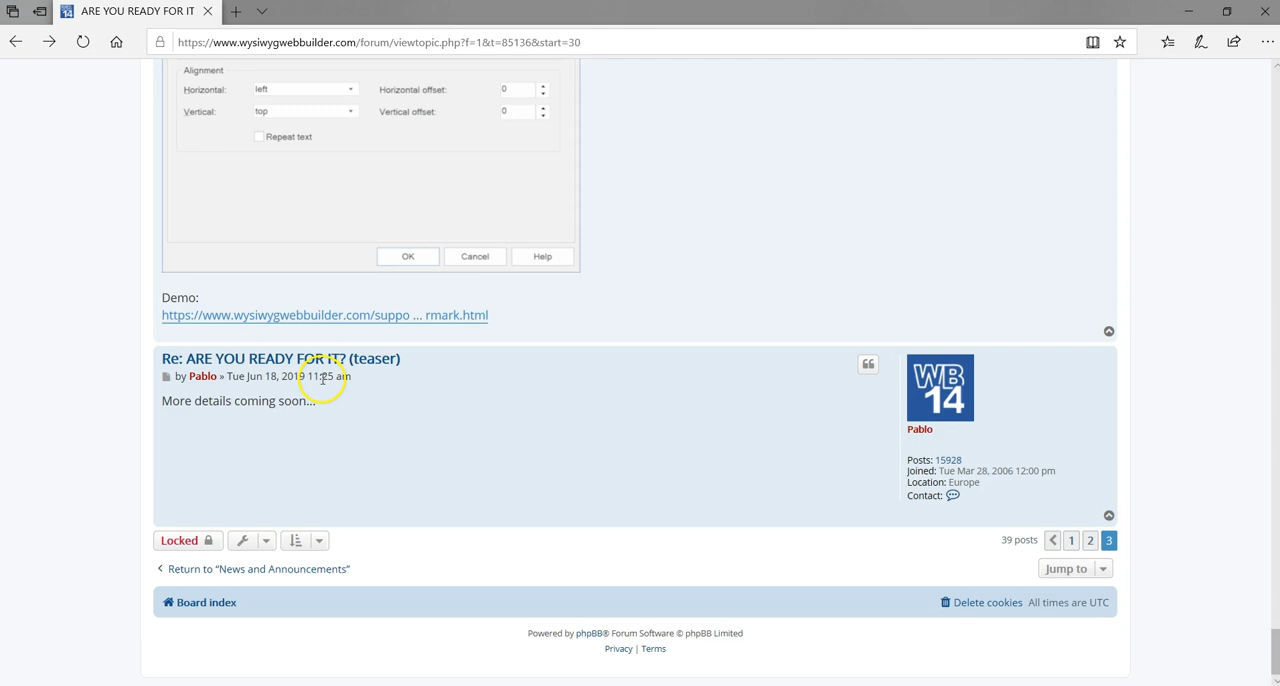 ARE YOU READY FOR IT
https://www.wysiwygwebbuilder.com/forum/viewtopic.php?f=1&t=85136&start=30
Alignment
Horizontal: left Horizontal offset: 0
Vertical: top Vertical offset: 0
Repeat text
OK Cancel Help
Demo:
https://www.wysiwygwebbuilder.com/suppo ... rmark.html
Re: ARE YOU READY FOR IT? (teaser)
by Pablo » Tue Jun 18, 2019 11:25 am
More details coming soon...
WB
14
Pablo
Posts: 15928
Joined: Tue Mar 28, 2006 12:00 pm
Location: Europe
Contact:
Locked
39 posts 1 2 3
Return to “News and Announcements”
Jump to
Board index
Delete cookies All times are UTC
Powered by phpBB® Forum Software © phpBB Limited
Privacy | Terms